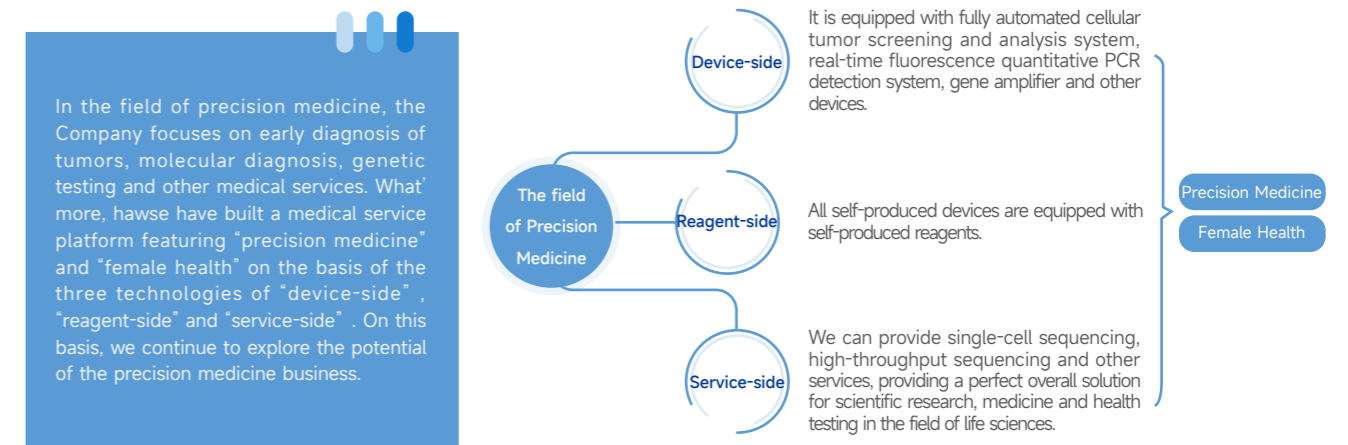 In the field of precision medicine, the
Company focuses on early diagnosis of
tumors, molecular diagnosis, genetic
testing and other medical services. What’
more, hawse have built a medical service
platform featuring “precision medicine”
and “female health” on the basis of the
three technologies of “device-side” ,
“reagent-side” and “service-side” . On this
basis, we continue to explore the potential
of the precision medicine business.
The field
of Precision
Medicine
Device-side
It is equipped with fully automated cellular
tumor screening and analysis system,
real-time fluorescence quantitative PCR
detection system, gene amplifier and other
devices.
Reagent-side
All self-produced devices are equipped with
self-produced reagents.
Service-side
We can provide single-cell sequencing,
high-throughput sequencing and other
services, providing a perfect overall solution
for scientific research, medicine and health
testing in the field of life sciences.
Precision Medicine
Female Health